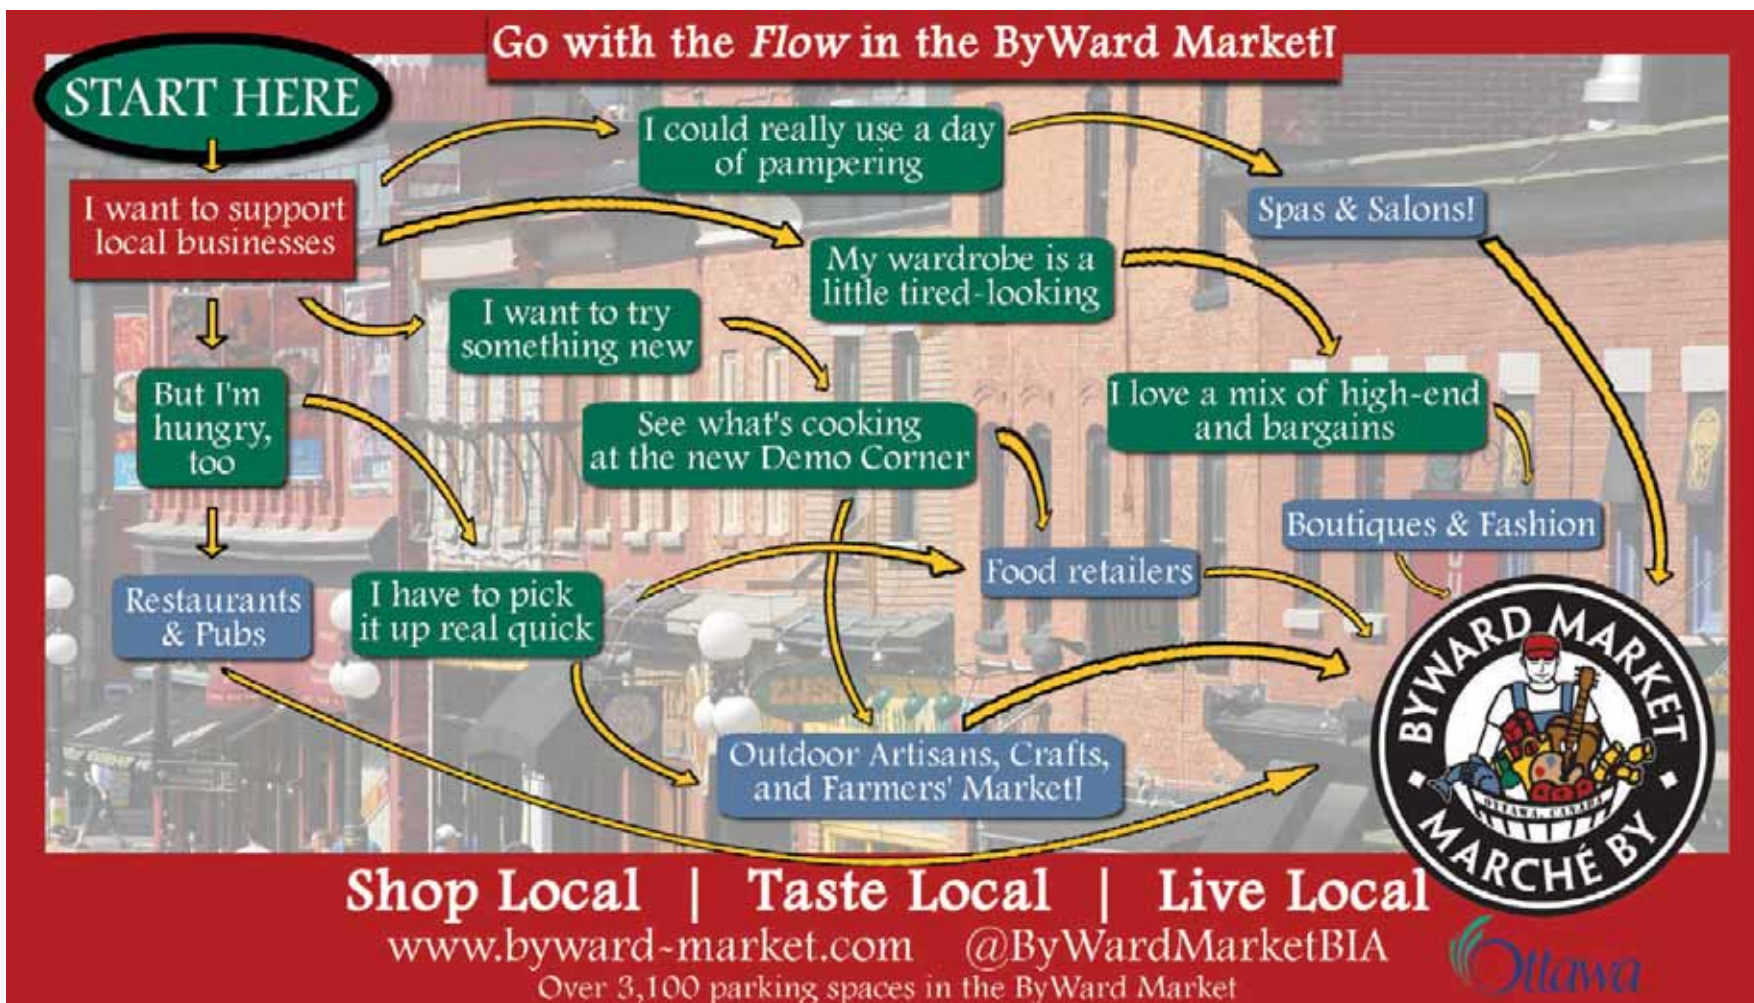 Go with the Flow in the ByWard Market!
START HERE
I want to support
local businesses
I could really use a day
of pampering
Spas & Salons!
My wardrobe is a
little tired-looking
I want to try
something new
But I'm
hungry,
too
See what's cooking
at the new Demo Corner
I love a mix of high-end
and bargains
Boutiques & Fashion
Food retailers
Restaurants
& Pubs
I have to pick
it up real quick
Outdoor Artisans, Crafts,
and Farmers' Market!
BYWARD MARKET
OTTAWA, CANADA
MARCHÉ BY
Shop Local | Taste Local | Live Local
www.byward-market.com @ByWardMarketBIA
Over 3,100 parking spaces in the ByWard Market
Ottawa